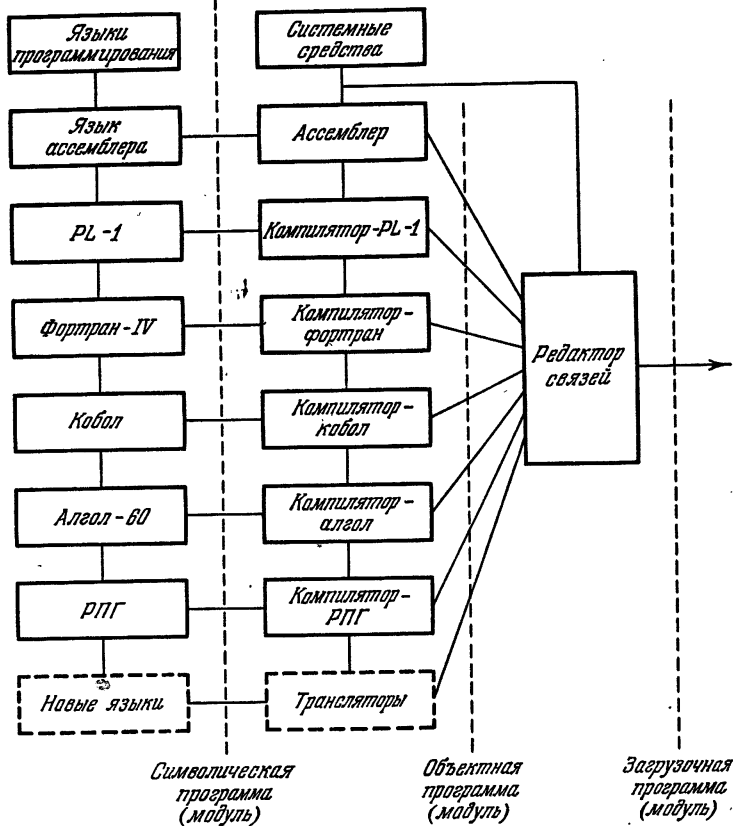 Языки
программирования
Системные
средства
Язык
ассемблера
Ассемблер
PL-1
Компилятор-PL-1
Фортран-IV
Компилятор-
фортран
Редактор
связей
Кобол
Компилятор-
кобол
Алгол-60
Компилятор-
алгол
РПГ
Компилятор-
РПГ
Новые языки
Трансляторы
Символическая
программа
(модуль)
Объектная
программа
(модуль)
Загрузочная
программа
(модуль)